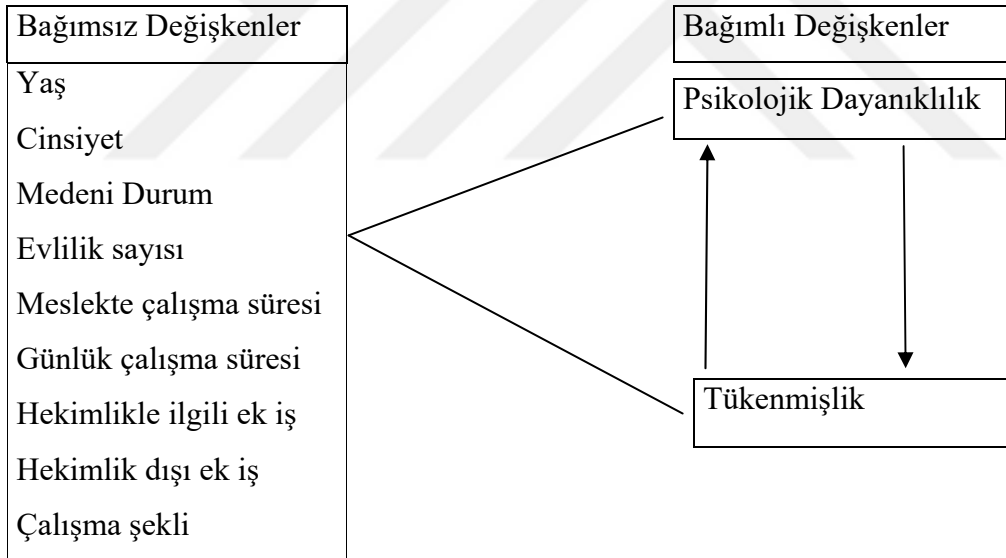 Bağımsız Değişkenler
Yaş
Cinsiyet
Medeni Durum
Evlilik sayısı
Meslekte çalışma süresi
Günlük çalışma süresi
Hekimlikle ilgili ek iş
Hekimlik dışı ek iş
Çalışma şekli
Bağımlı Değişkenler
Psikolojik Dayanıklılık
Tükenmişlik